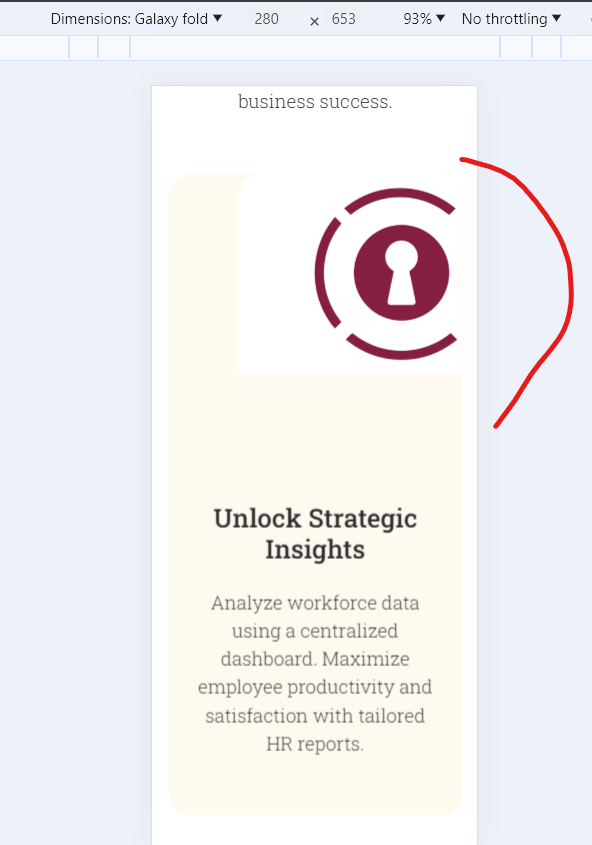 Dimensions: Galaxy fold ▼ 280 × 653 93% ▼ No throttling ▼
business success.
Unlock Strategic
Insights
Analyze workforce data
using a centralized
dashboard. Maximize
employee productivity and
satisfaction with tailored
HR reports.